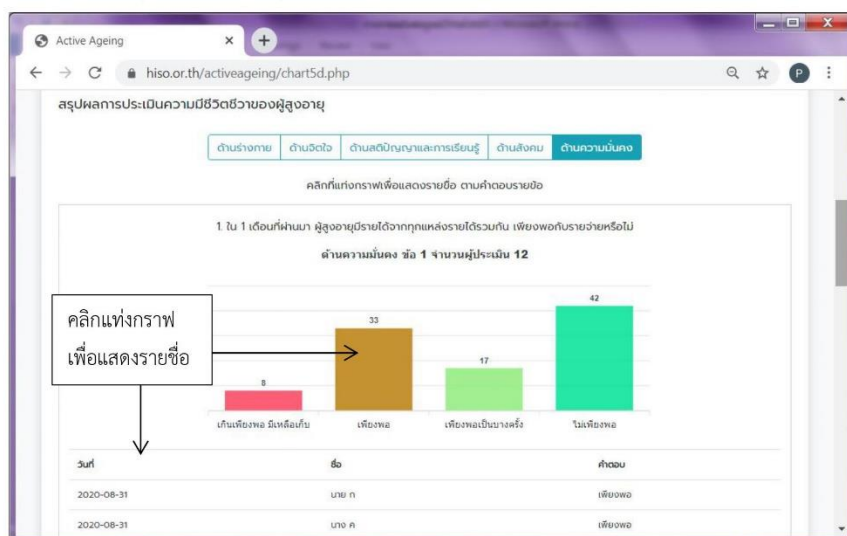 Active Ageing
hiso.or.th/activeageing/chart5d.php
P
สรุปผลการประเมินความมีชีวิตชีวาของผู้สูงอายุ
ด้านร่างกาย ด้านจิตใจ ด้านสติปัญญาและการเรียนรู้ ด้านสังคม ด้านความมั่นคง
คลิกที่แท่งกราฟเพื่อแสดงรายชื่อ ตามคำตอบรายข้อ
1. ใน 1 เดือนที่ผ่านมา ผู้สูงอายุมีรายได้จากทุกแหล่งรายได้รวมกัน เพียงพอกับรายจ่ายหรือไม่
ด้านความมั่นคง ข้อ 1 จำนวนผู้ประเมิน 12
คลิกแท่งกราฟ
เพื่อแสดงรายชื่อ
8 33 17 42
เกินเพียงพอ มีเหลือเก็บ เพียงพอ เพียงพอเป็นบางครั้ง ไม่เพียงพอ
วันที่ ชื่อ คำตอบ
2020-08-31 นาย ก เพียงพอ
2020-08-31 นาง ค เพียงพอ